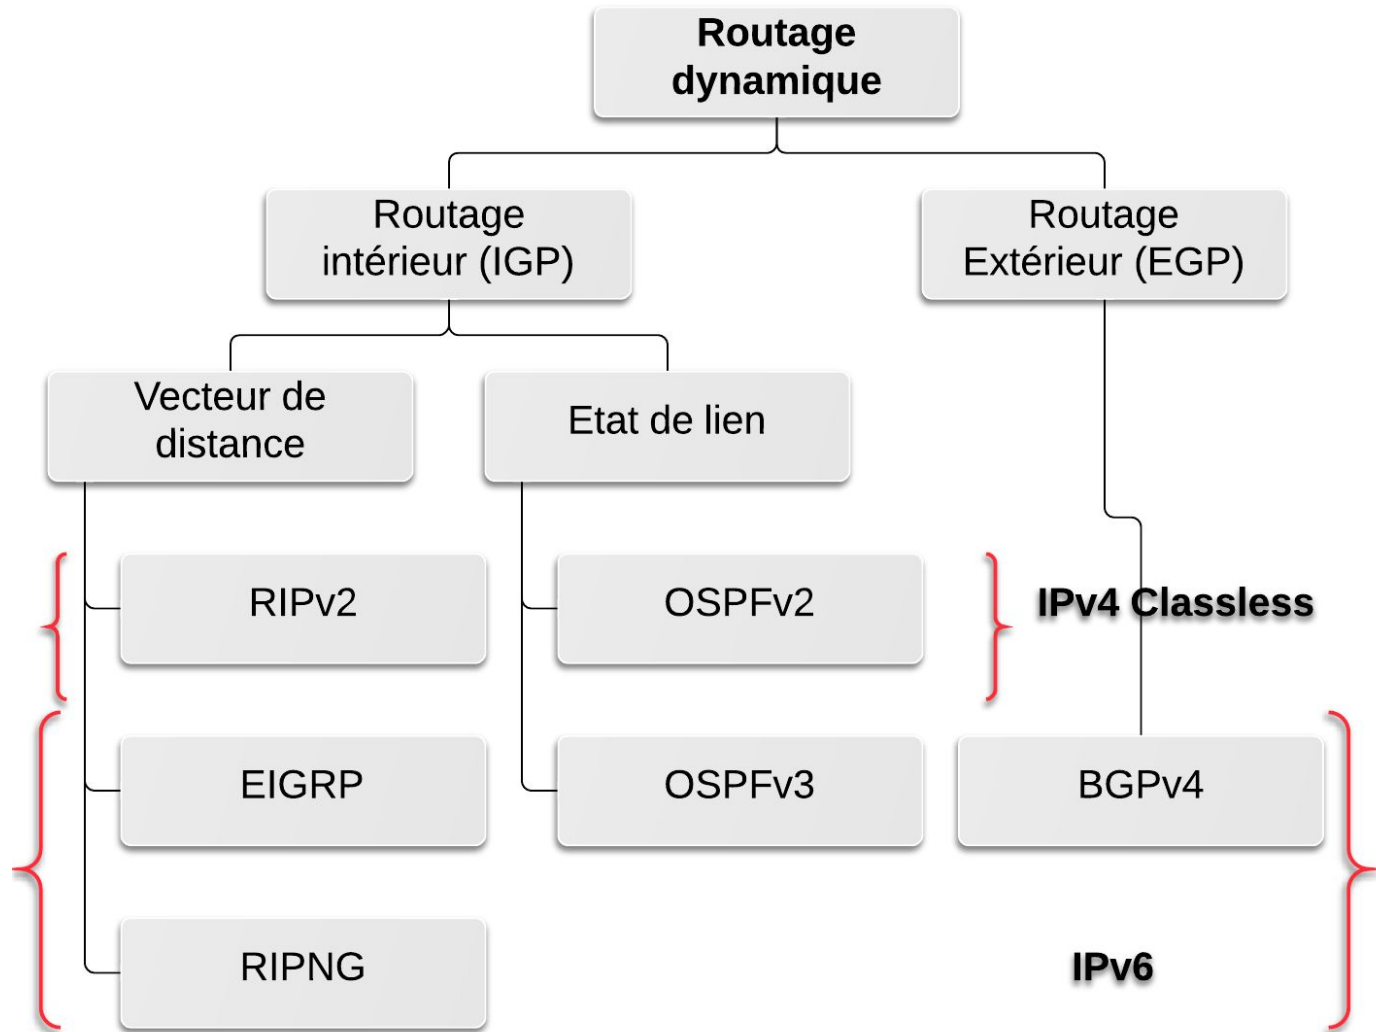 Routage
dynamique
Routage
intérieur (IGP)
Routage
Extérieur (EGP)
Vecteur de
distance
Etat de lien
RIPv2
OSPFv2
IPv4 Classless
EIGRP
OSPFv3
BGPv4
RIPNG
IPv6